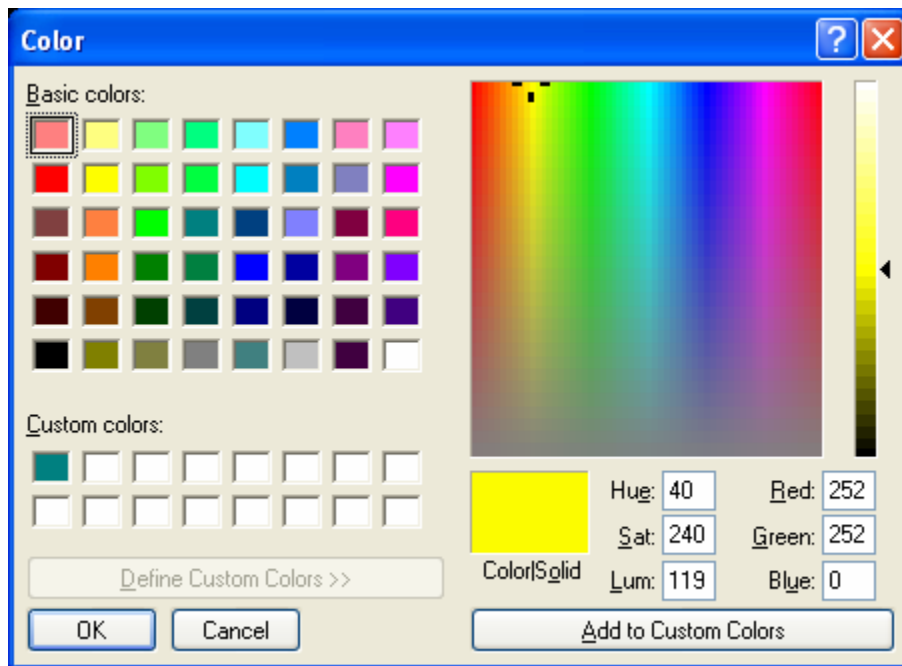 Color
Basic colors:
Custom colors:
Define Custom Colors >>
OK
Cancel
Color|Solid
Hue: 40
Sat: 240
Lum: 119
Red: 252
Green: 252
Blue: 0
Add to Custom Colors